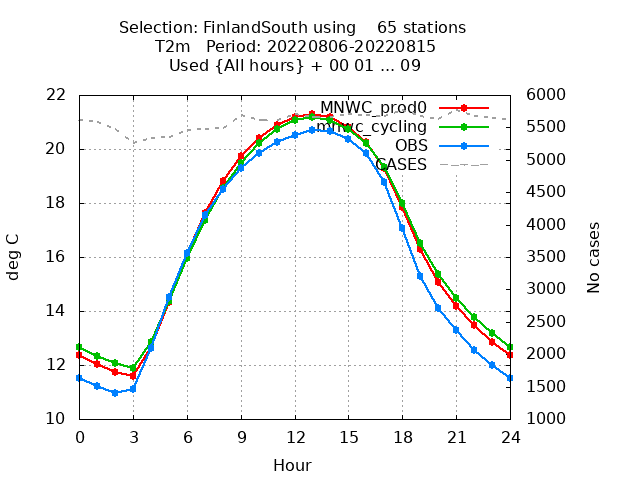 Selection: FinlandSouth using    65 stations
T2m   Period: 20220806-20220815
Used {All hours} + 00 01 ... 09
MNWC_prod0
mnwc_cycling
OBS
CASES
22
20
18
16
14
12
10
6000
5500
5000
4500
4000
3500
3000
2500
2000
1500
1000
deg C
No cases
0 3 6 9 12 15 18 21 24
Hour